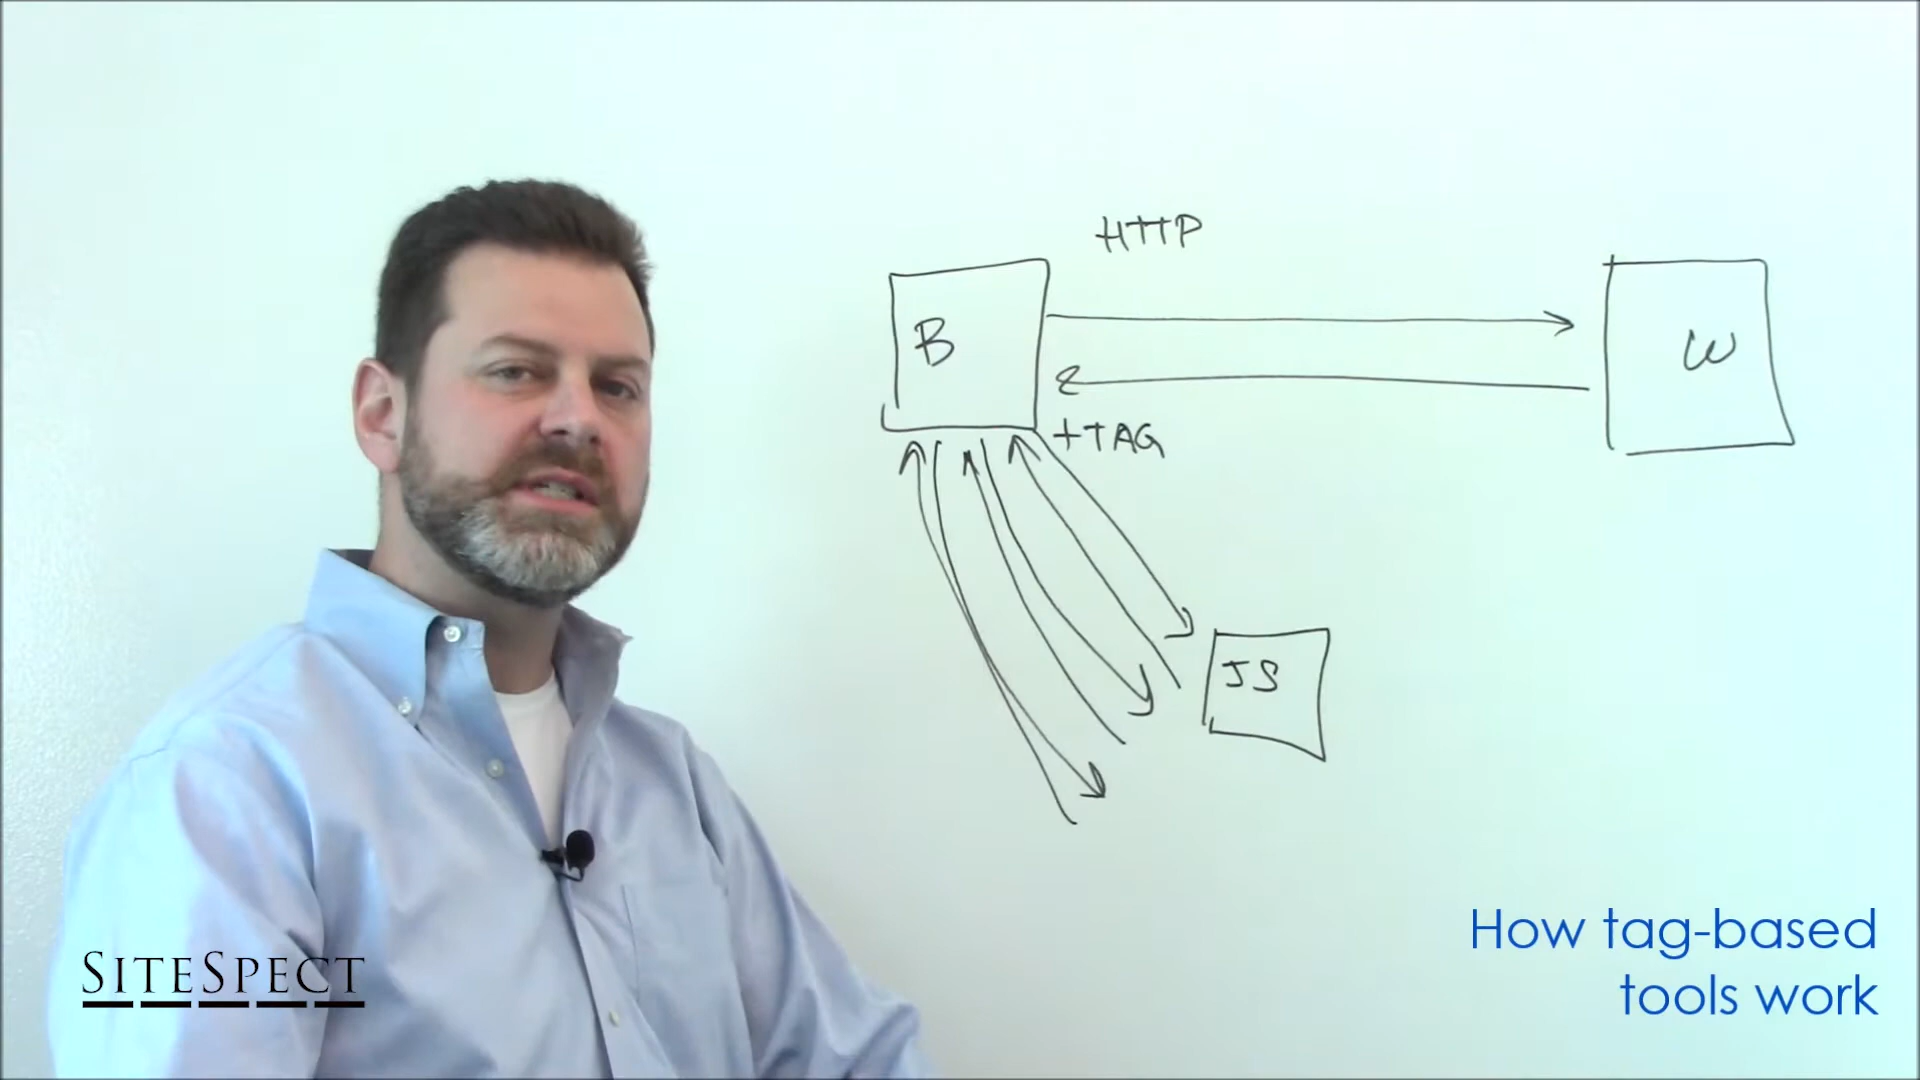 HTTP
B
W
+TAG
JS
SITESPECT
How tag-based
tools work